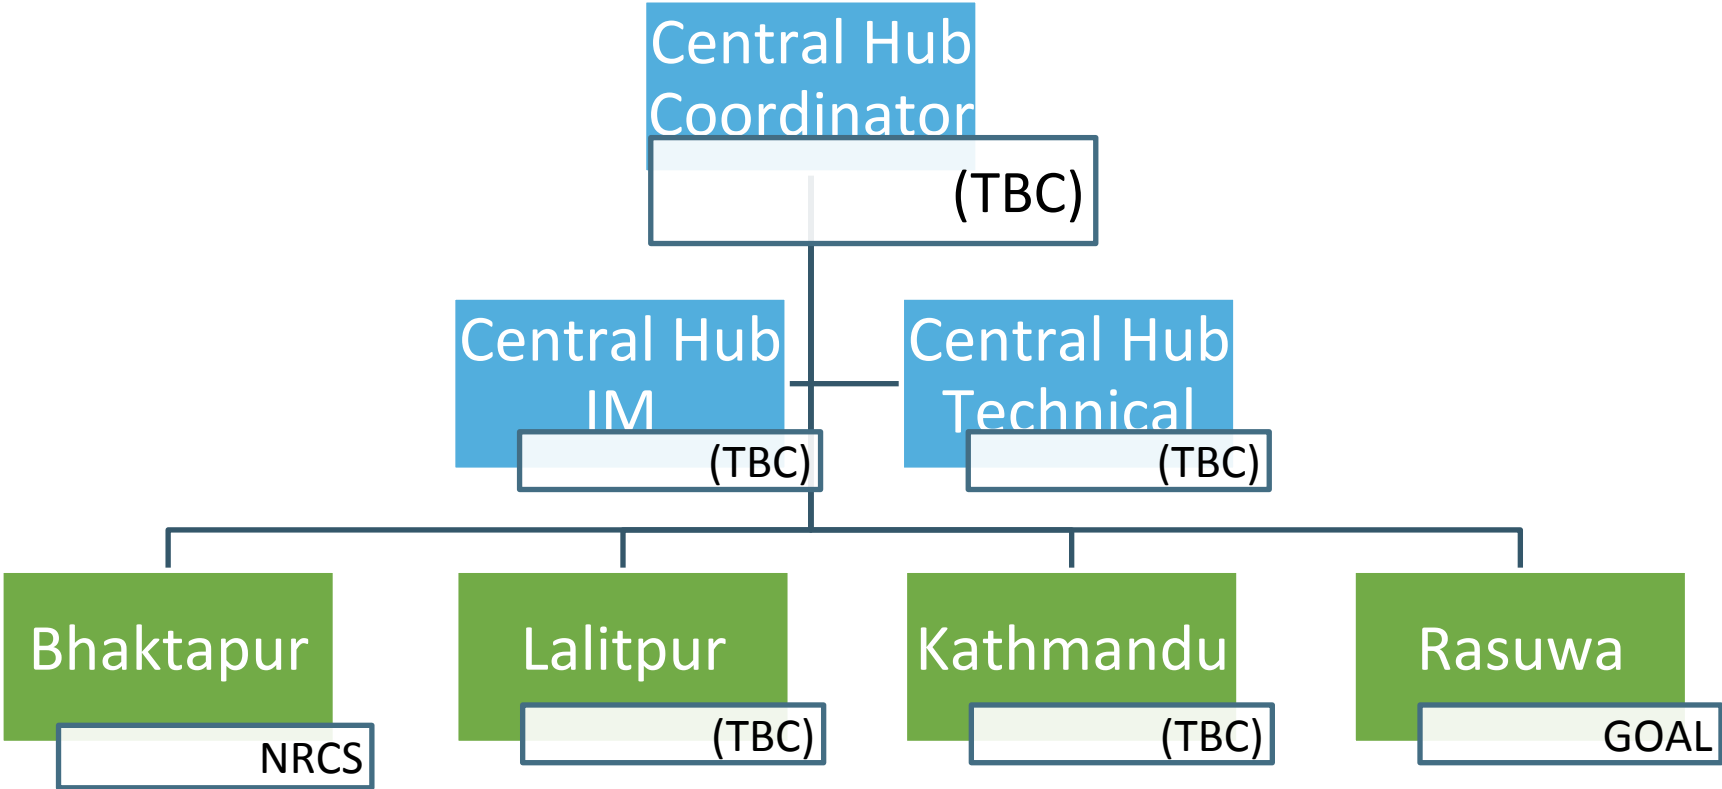 Central Hub
Coordinator
(TBC)
Central Hub
IM
(TBC)
Central Hub
Technical
(TBC)
Bhaktapur
NRCS
Lalitpur
(TBC)
Kathmandu
(TBC)
Rasuwa
GOAL